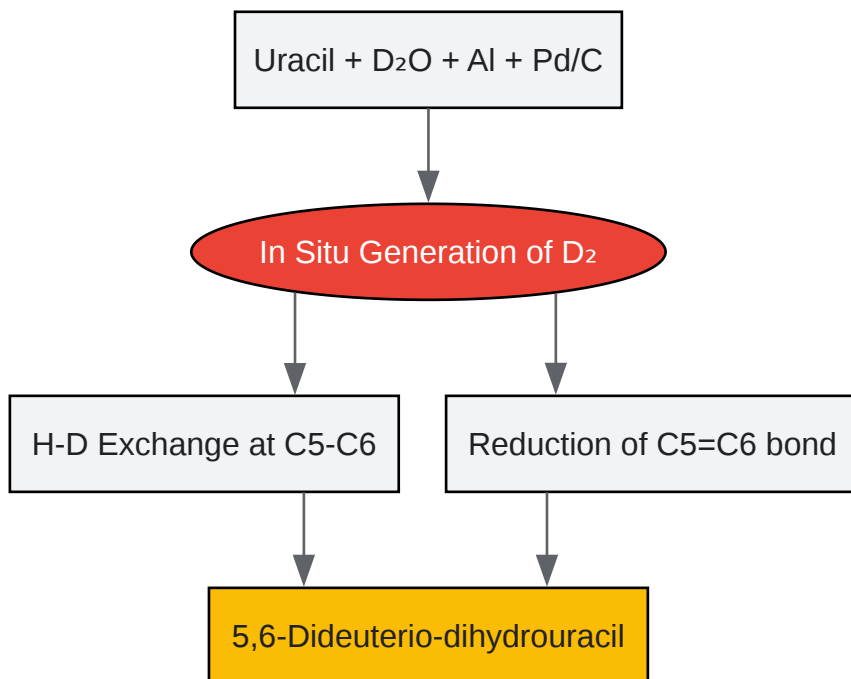 Uracil + D₂O + Al + Pd/C
In Situ Generation of D₂
H-D Exchange at C5-C6
Reduction of C5=C6 bond
5,6-Dideuterio-dihydrouracil